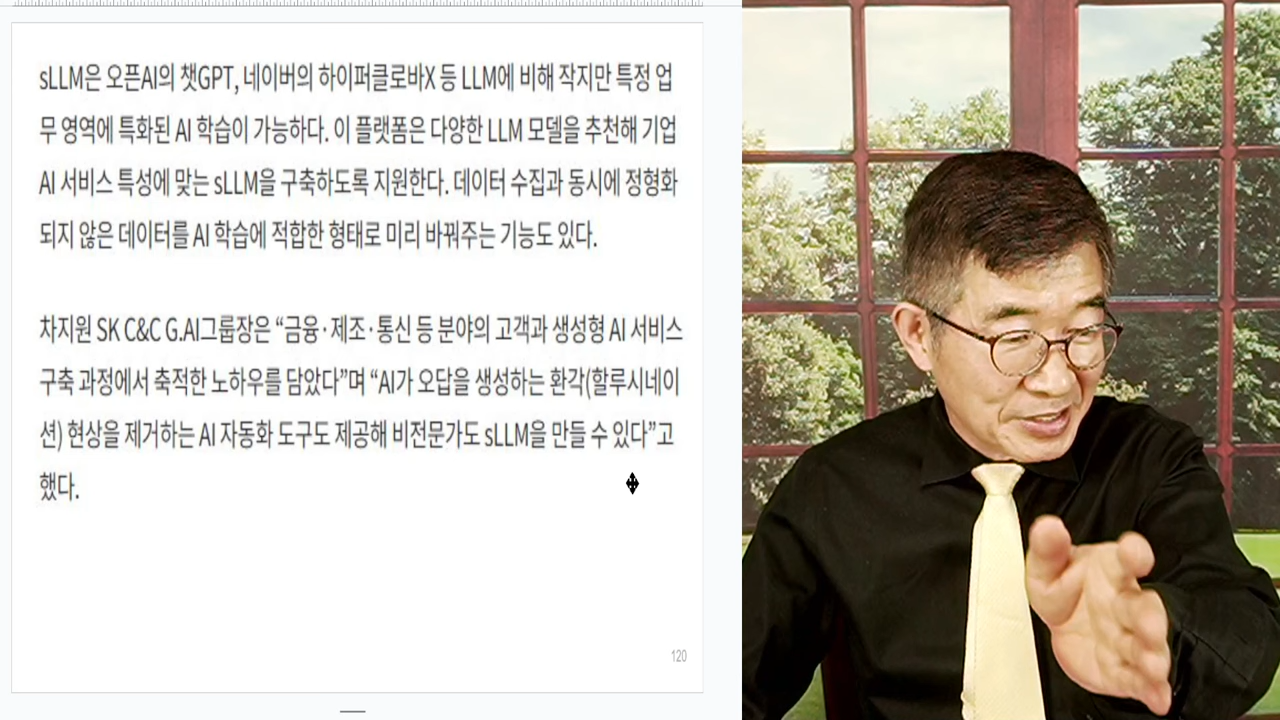 sLLM은 오픈AI의 챗GPT, 네이버의 하이퍼클로바X 등 LLM에 비해 작지만 특정 업
무 영역에 특화된 AI 학습이 가능하다. 이 플랫폼은 다양한 LLM 모델을 추천해 기업
AI 서비스 특성에 맞는 sLLM을 구축하도록 지원한다. 데이터 수집과 동시에 정형화
되지 않은 데이터를 AI 학습에 적합한 형태로 미리 바꿔주는 기능도 있다.
차지원 SK C&C G.AI그룹장은 “금융·제조·통신 등 분야의 고객과 생성형 AI 서비스
구축 과정에서 축적한 노하우를 담았다”며 “AI가 오답을 생성하는 환각(할루시네이
션) 현상을 제거하는 AI 자동화 도구도 제공해 비전문가도 sLLM을 만들 수 있다”고
했다.
120